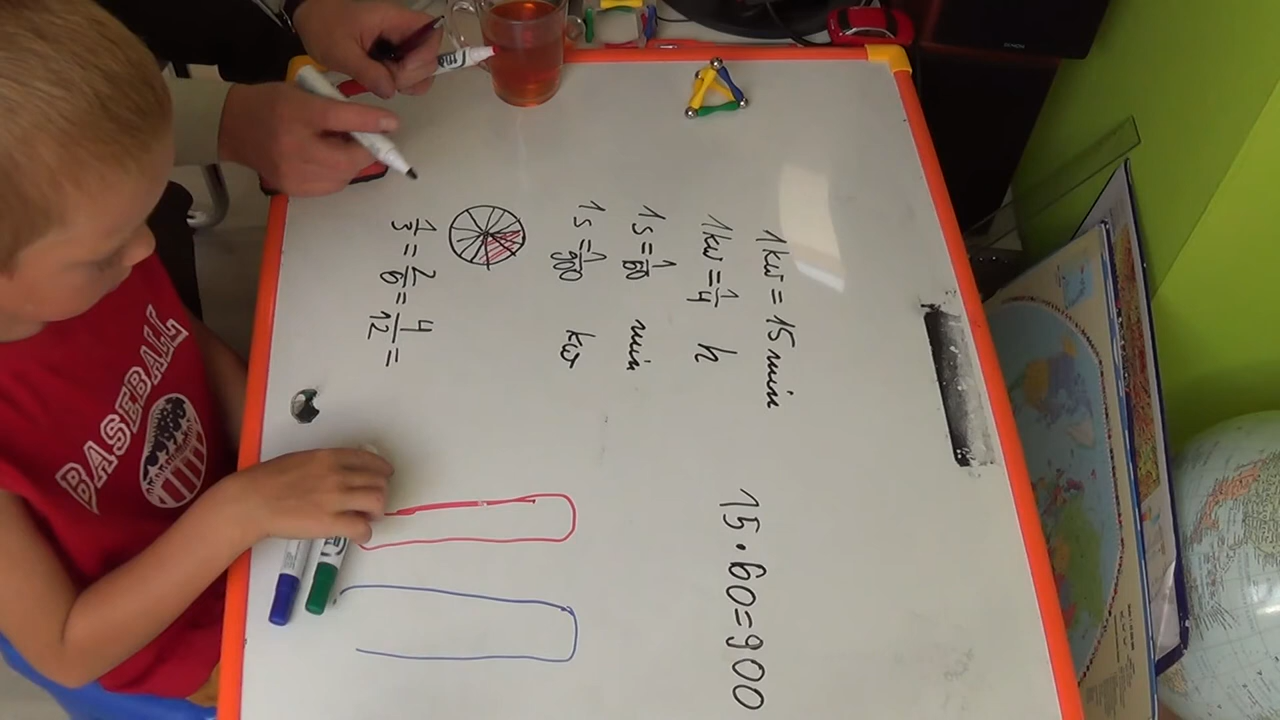 1kw = 15 min
1kw = 1/4 h
1s = 1/60 min
1s = 1/900 kw
1/3 = 2/6 = 4/12 =
15 · 60 = 900
BASEBALL